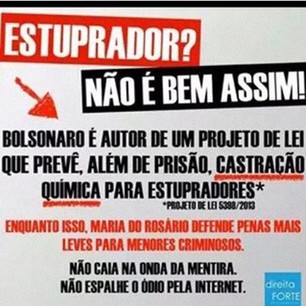 ESTUPRADOR?
NÃO É BEM ASSIM!
BOLSONARO É AUTOR DE UM PROJETO DE LEI
QUE PREVÊ, ALÉM DE PRISÃO, CASTRAÇÃO
QUÍMICA PARA ESTUPRADORES*
*PROJETO DE LEI 5398/2013
ENQUANTO ISSO, MARIA DO ROSÁRIO DEFENDE PENAS MAIS
LEVES PARA MENORES CRIMINOSOS.
NÃO CAIA NA ONDA DA MENTIRA.
NÃO ESPALHE O ÓDIO PELA INTERNET.
direita
FORTE